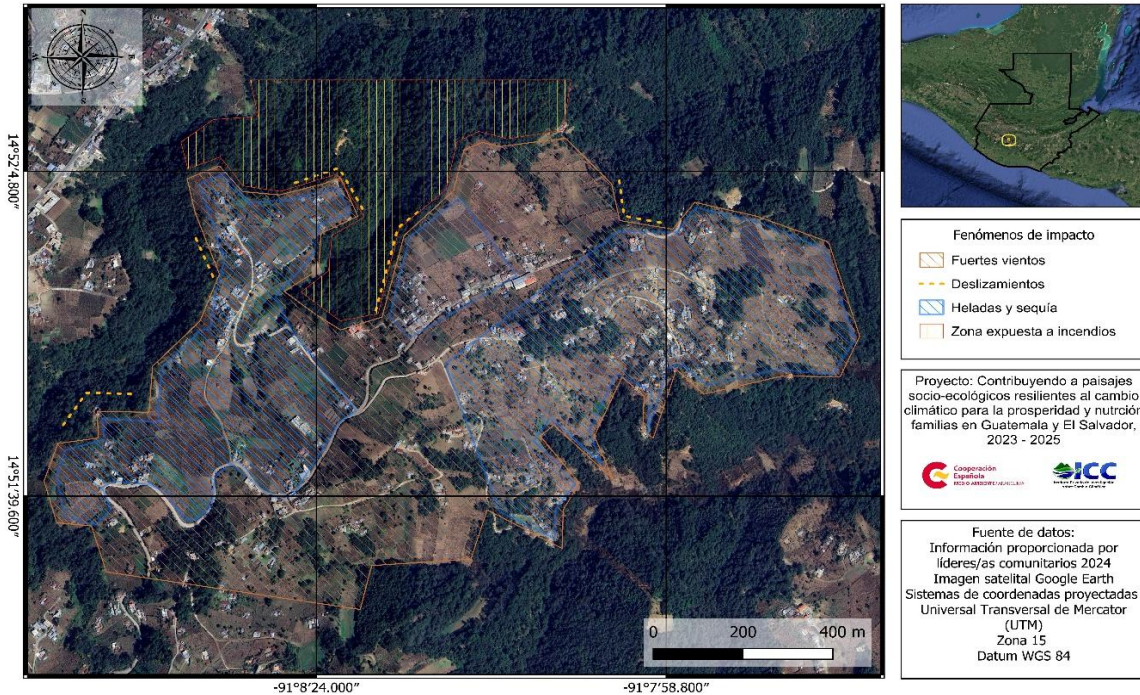 14°52'4.800"
14°51'39.600"
-91°8'24.000"
-91°7'58.800"
0 200 400 m
Fenómenos de impacto
Fuertes vientos
Deslizamientos
Heladas y sequía
Zona expuesta a incendios
Proyecto: Contribuyendo a paisajes
socio-ecológicos resilientes al cambio
climático para la prosperidad y nutrción
familias en Guatemala y El Salvador,
2023 - 2025
Cooperación
Española
ICC
Fuente de datos:
Información proporcionada por
líderes/as comunitarios 2024
Imagen satelital Google Earth
Sistemas de coordenadas proyectadas
Universal Transversal de Mercator
(UTM)
Zona 15
Datum WGS 84